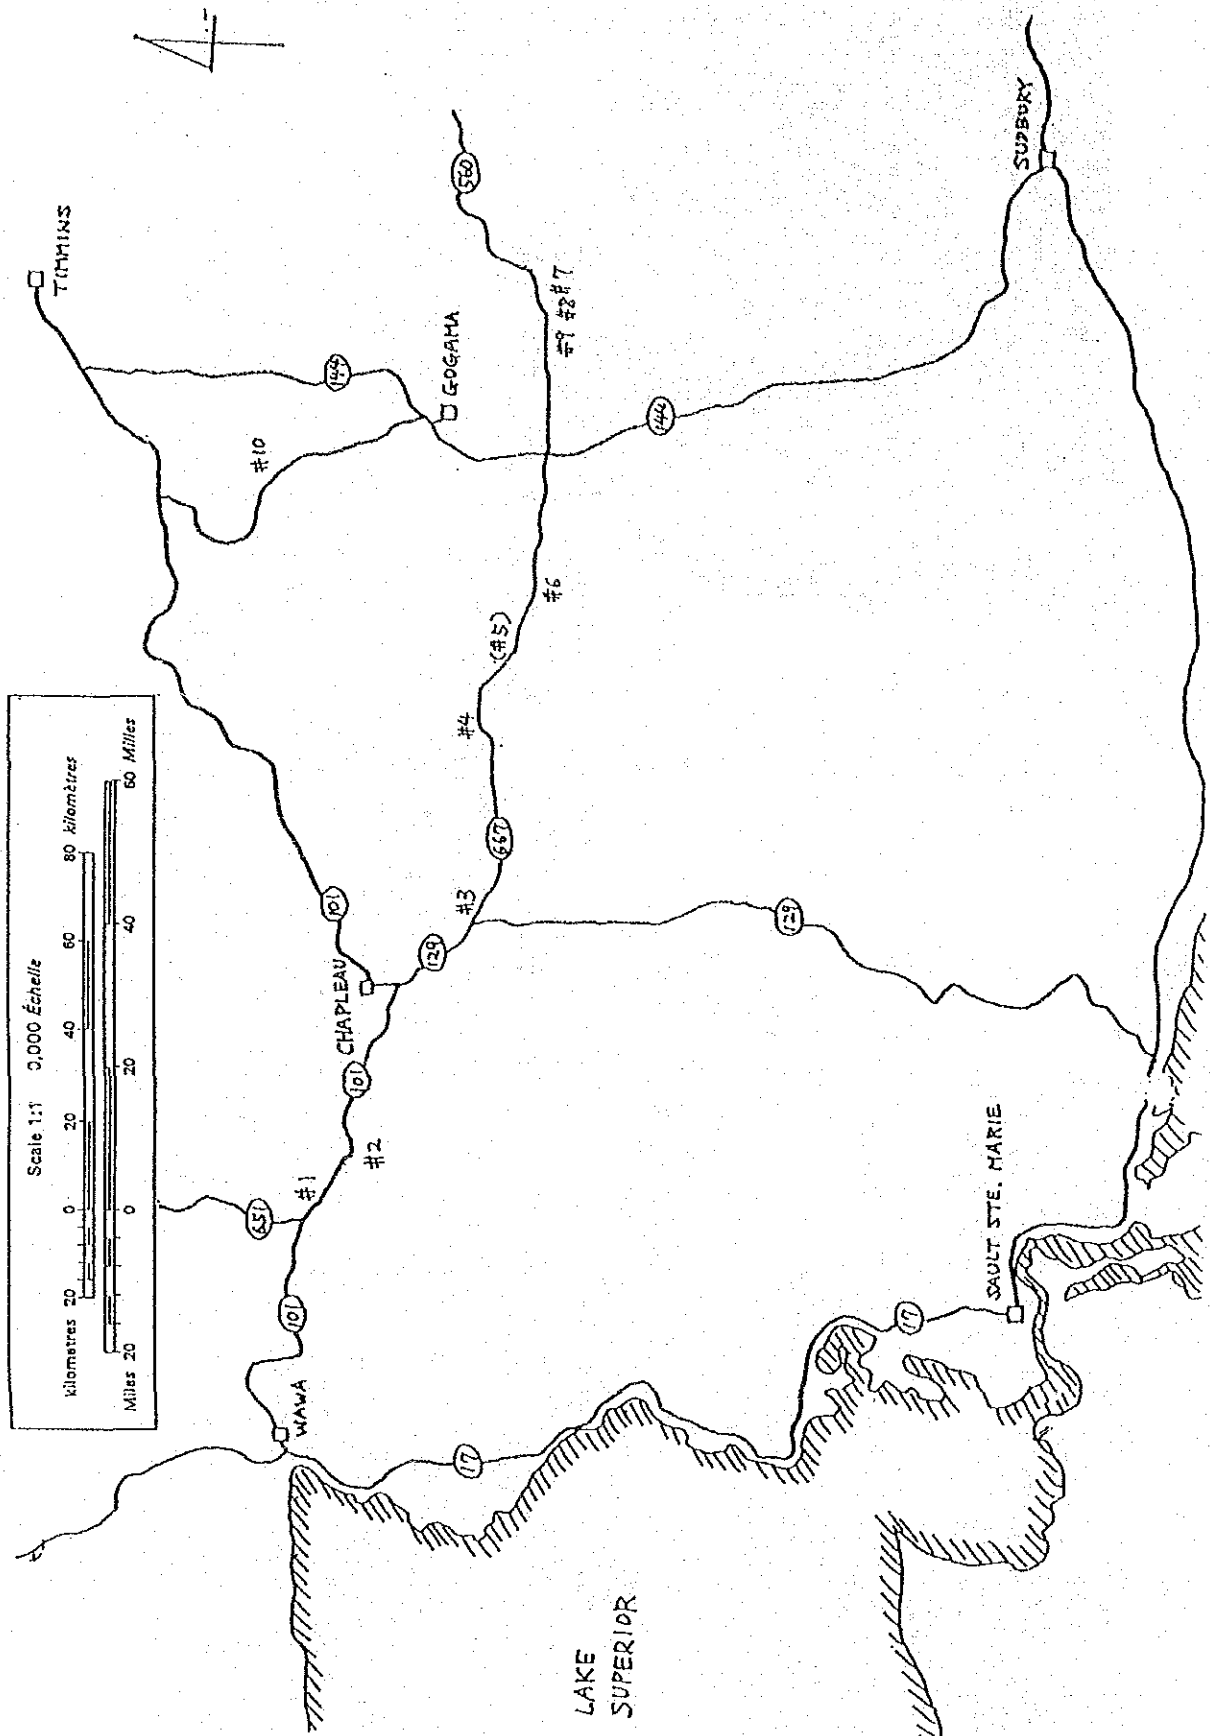 Scale 1:1 0,000 Échelle
kilometres 20 0 20 40 60 80 kilomètres
Miles 20 0 20 40 60 Milles
TIMMINS
651
101
144
WAWA
101
#1
#10
#2
101
CHAPLEAU
GOGAMA
560
17
129
#3
667
#4
(#5)
#6
#9 #8 #7
144
129
LAKE
SUPERIOR
17
SAULT STE. MARIE
SUDBURY